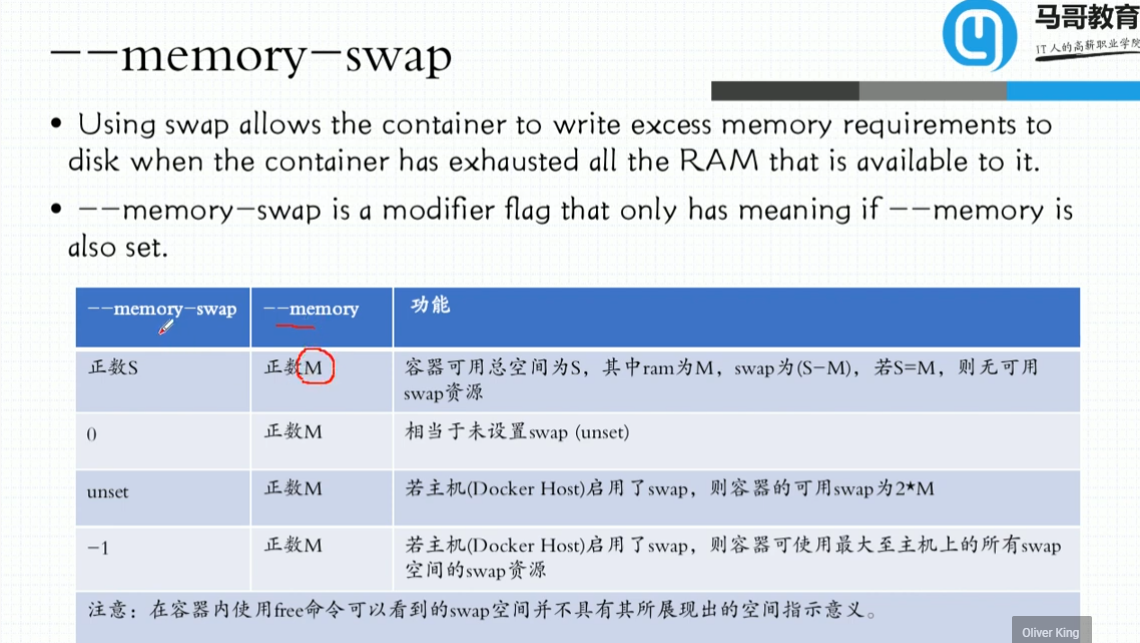 马哥教育
IT人的高薪职业学院
--memory-swap
• Using swap allows the container to write excess memory requirements to
disk when the container has exhausted all the RAM that is available to it.
• --memory-swap is a modifier flag that only has meaning if --memory is
also set.
--memory-swap --memory 功能
正数S 正数M 容器可用总空间为S，其中ram为M，swap为(S-M)，若S=M，则无可用
swap资源
0 正数M 相当于未设置swap (unset)
unset 正数M 若主机(Docker Host)启用了swap，则容器的可用swap为2*M
-1 正数M 若主机(Docker Host)启用了swap，则容器可使用最大至主机上的所有swap
空间的swap资源
注意：在容器内使用free命令可以看到的swap空间并不具有其所展现出的空间指示意义。
Oliver King